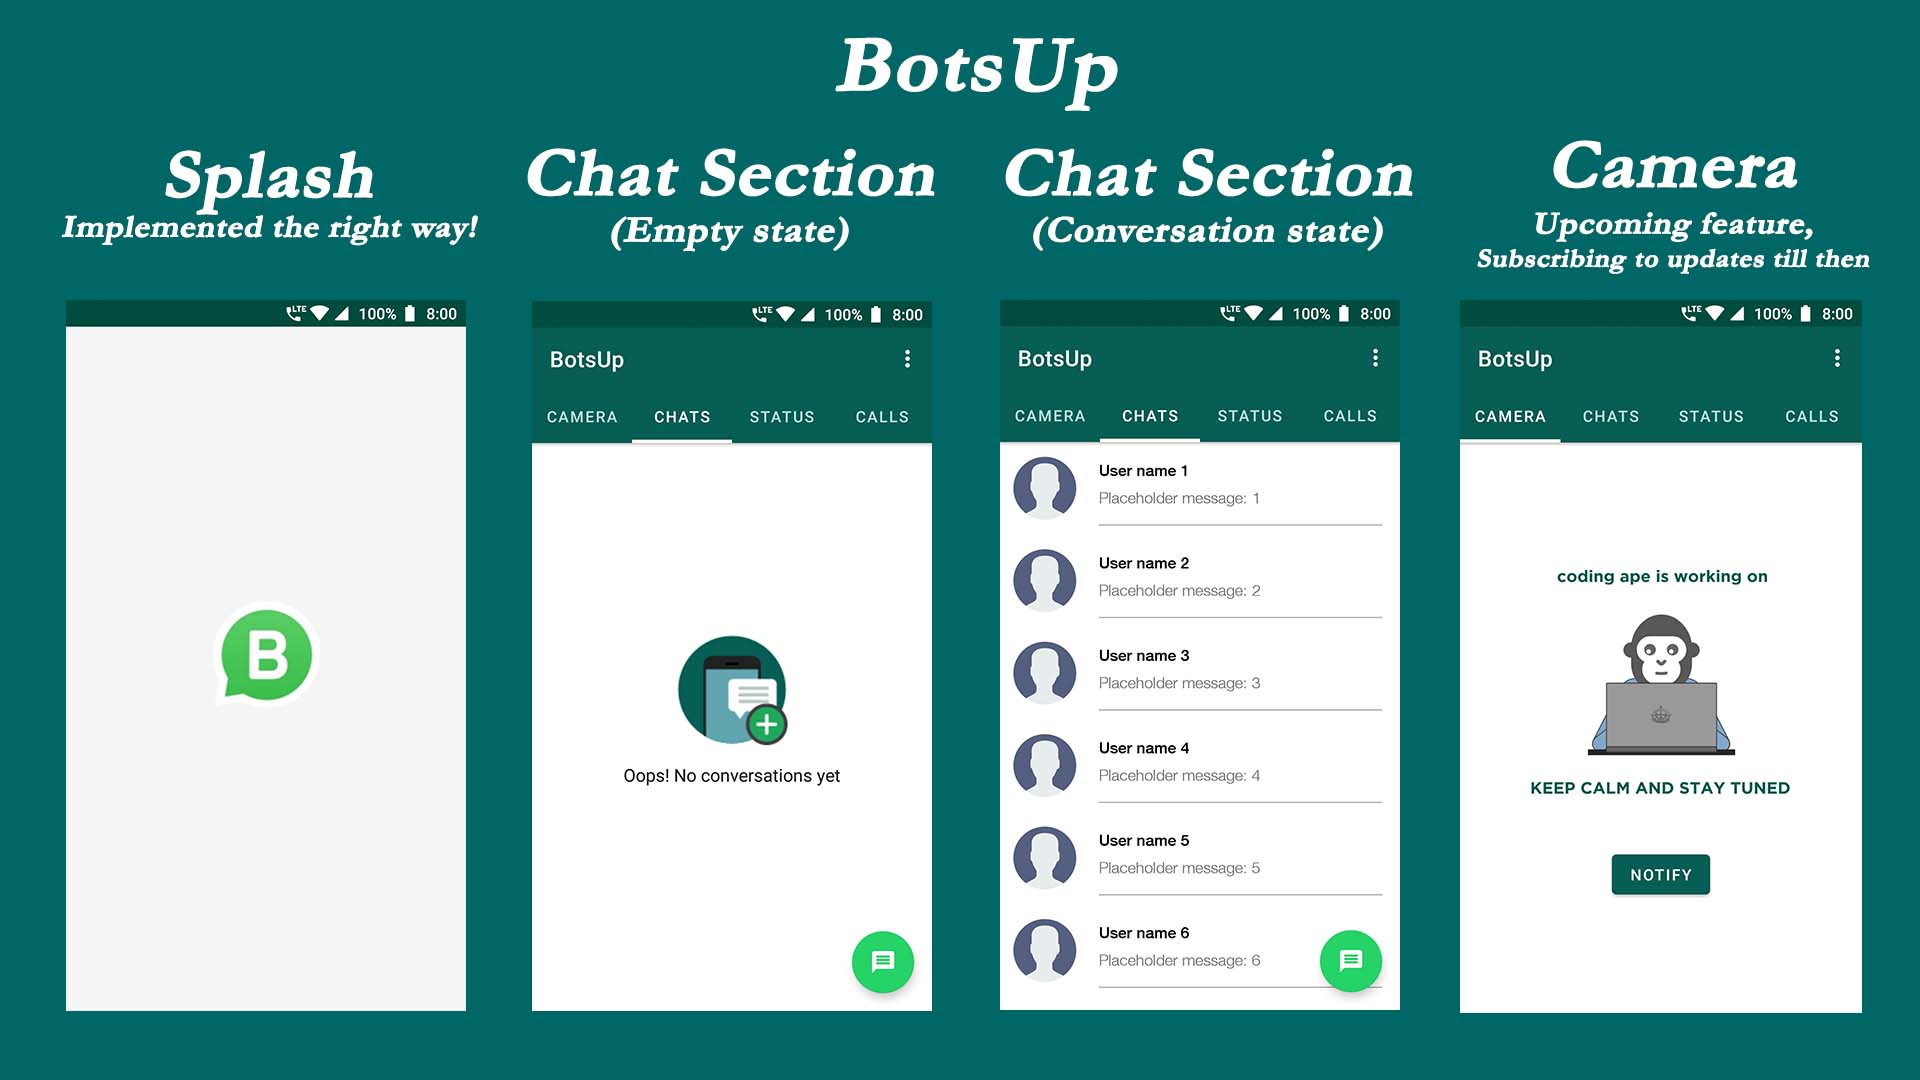 BotsUp
Splash
Implemented the right way!
Chat Section
(Empty state)
Chat Section
(Conversation state)
Camera
Upcoming feature,
Subscribing to updates till then
LTE 100% 8:00
B
LTE 100% 8:00
BotsUp
CAMERA CHATS STATUS CALLS
Oops! No conversations yet
LTE 100% 8:00
BotsUp
CAMERA CHATS STATUS CALLS
User name 1
Placeholder message: 1
User name 2
Placeholder message: 2
User name 3
Placeholder message: 3
User name 4
Placeholder message: 4
User name 5
Placeholder message: 5
User name 6
Placeholder message: 6
LTE 100% 8:00
BotsUp
CAMERA CHATS STATUS CALLS
coding ape is working on
KEEP CALM AND STAY TUNED
NOTIFY